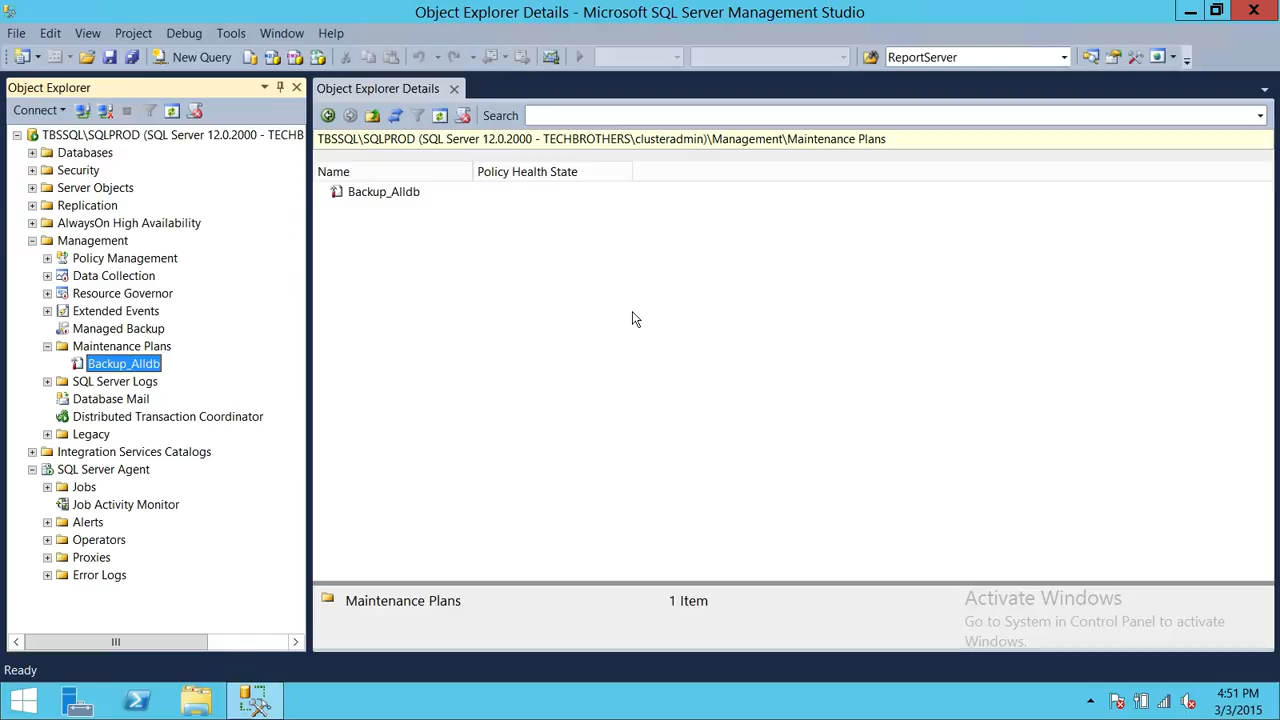 Object Explorer Details - Microsoft SQL Server Management Studio
File Edit View Project Debug Tools Window Help
New Query
ReportServer
Object Explorer
Connect
TBSSQL\SQLPROD (SQL Server 12.0.2000 - TECHB
Databases
Security
Server Objects
Replication
AlwaysOn High Availability
Management
Policy Management
Data Collection
Resource Governor
Extended Events
Managed Backup
Maintenance Plans
Backup_Alldb
SQL Server Logs
Database Mail
Distributed Transaction Coordinator
Legacy
Integration Services Catalogs
SQL Server Agent
Jobs
Job Activity Monitor
Alerts
Operators
Proxies
Error Logs
Object Explorer Details
Search
TBSSQL\SQLPROD (SQL Server 12.0.2000 - TECHBROTHERS\clusteradmin)\Management\Maintenance Plans
Name Policy Health State
Backup_Alldb
Maintenance Plans 1 Item
Activate Windows
Go to System in Control Panel to activate
Windows.
Ready
4:51 PM
3/3/2015